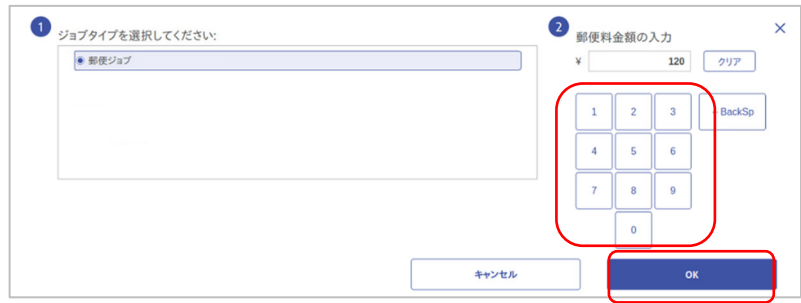 1 ジョブタイプを選択してください:
郵便ジョブ
2 郵便料金額の入力
¥ 120 クリア
1 2 3 BackSp
4 5 6
7 8 9
0
キャンセル OK